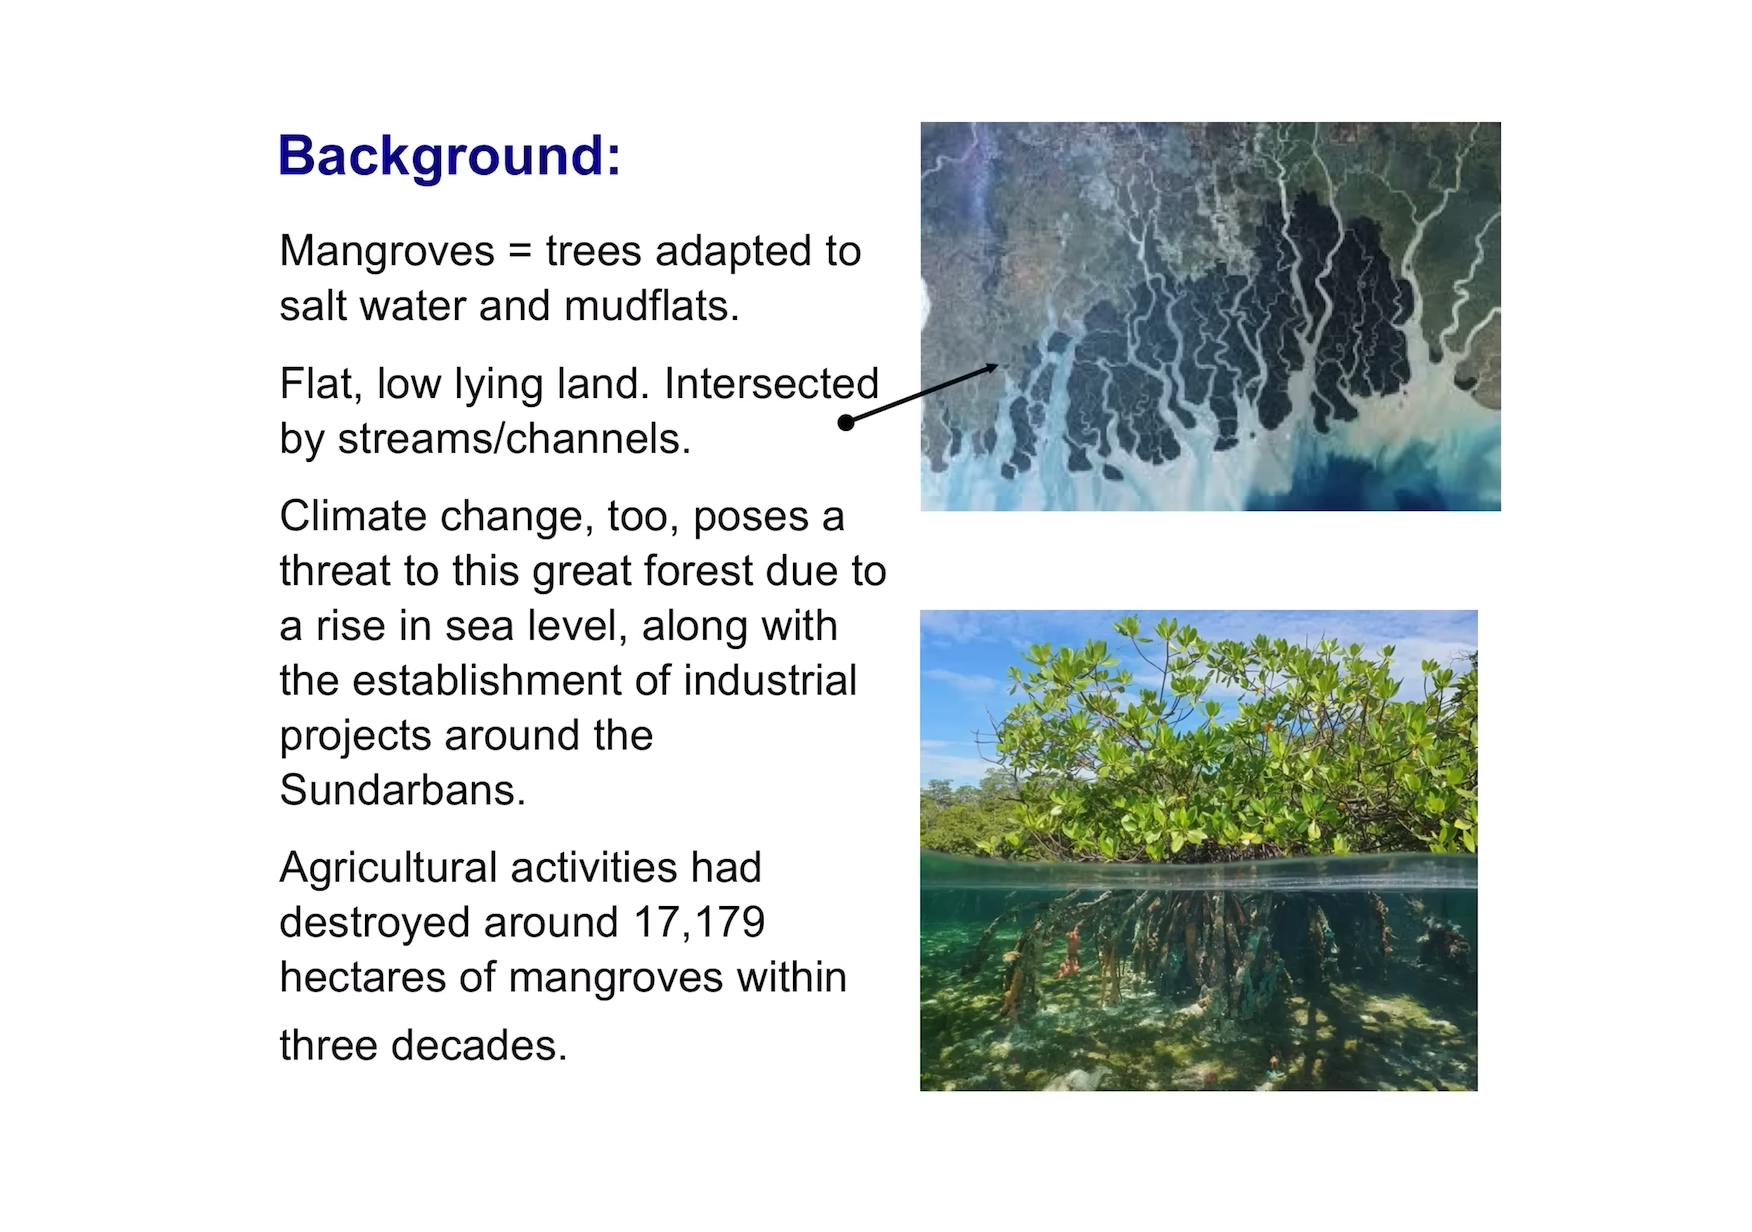 Background:
Mangroves = trees adapted to
salt water and mudflats.
Flat, low lying land. Intersected
by streams/channels.
Climate change, too, poses a
threat to this great forest due to
a rise in sea level, along with
the establishment of industrial
projects around the
Sundarbans.
Agricultural activities had
destroyed around 17,179
hectares of mangroves within
three decades.